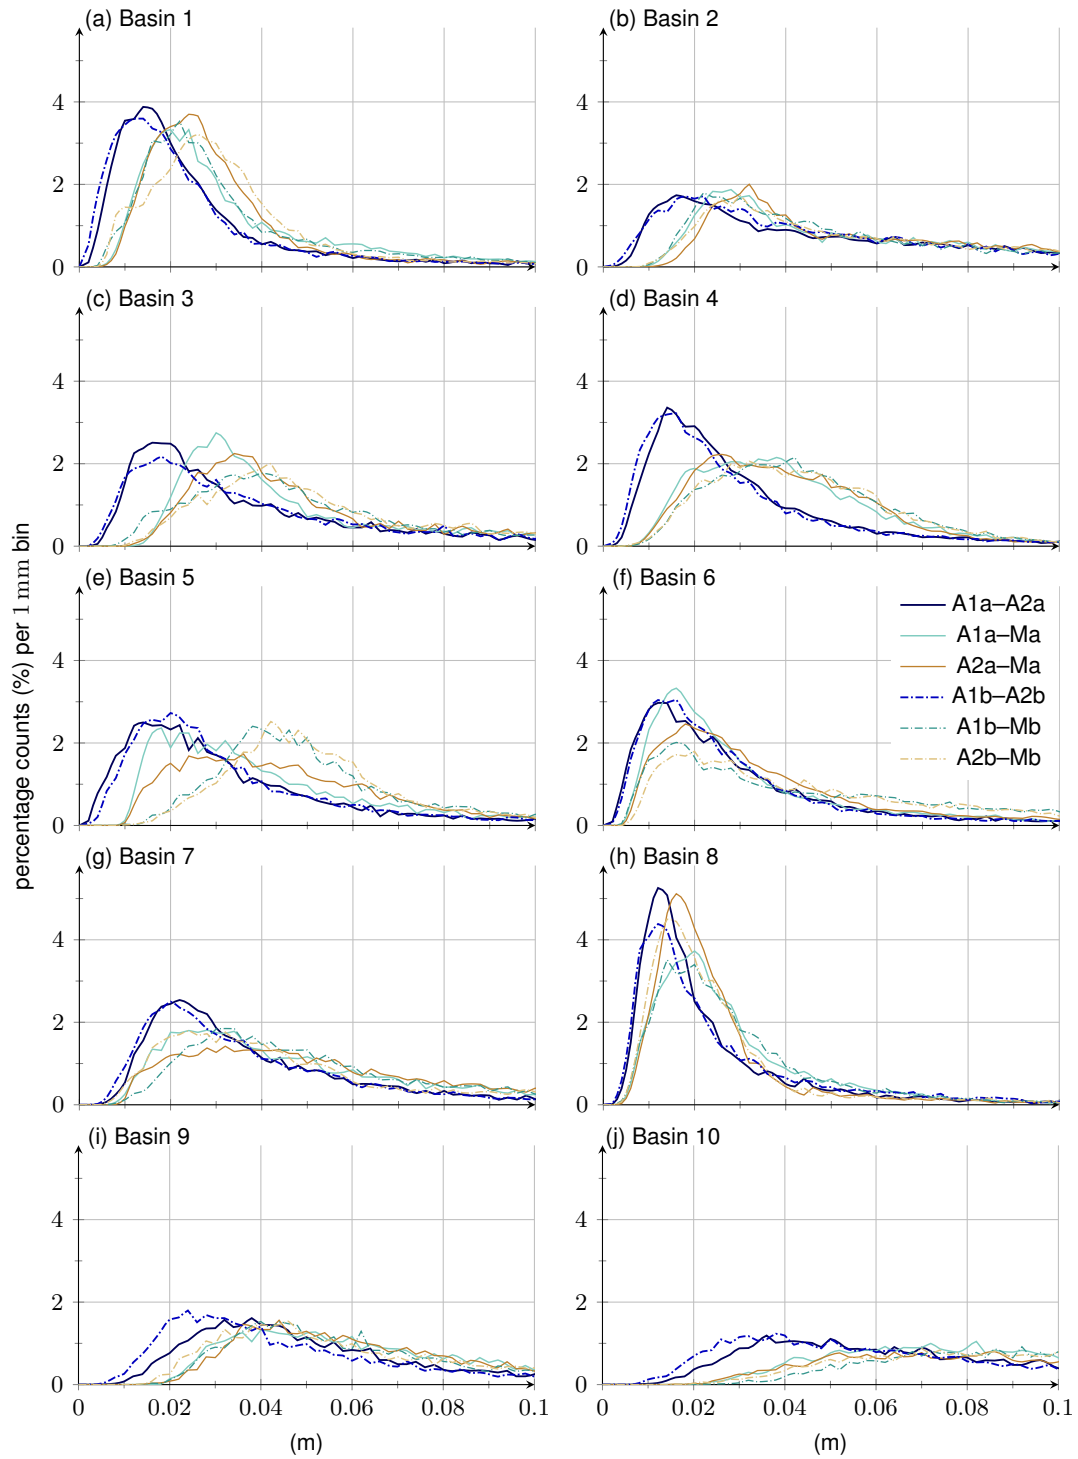 (a) Basin 1
(b) Basin 2
4
2
0
4
2
0
(c) Basin 3
(d) Basin 4
4
2
0
4
2
0
percentage counts (%) per 1 mm bin
(e) Basin 5
(f) Basin 6
4
2
0
4
2
0
A1a–A2a
A1a–Ma
A2a–Ma
A1b–A2b
A1b–Mb
A2b–Mb
(g) Basin 7
(h) Basin 8
4
2
0
4
2
0
(i) Basin 9
(j) Basin 10
4
2
0
4
2
0
0 0.02 0.04 0.06 0.08 0.1
0 0.02 0.04 0.06 0.08 0.1
(m)
(m)